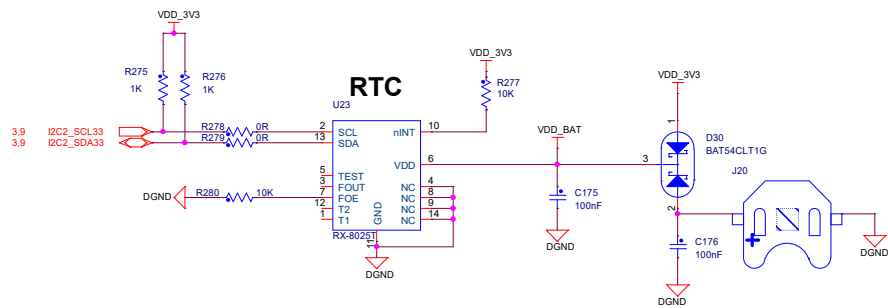 VDD_3V3
R275
1K
R276
1K
3,9 I2C2_SCL33
3,9 I2C2_SDA33
R278 0R
R279 0R
DGND
R280 10K
RTC
U23
2 SCL nINT 10
13 SDA
VDD 6
5 TEST
3 FOUT NC 4
7 FOE NC 8
12 T2 NC 9
1 T1 NC 14
GND
11
RX-8025T
DGND
VDD_3V3
R277
10K
VDD_BAT
C175
100nF
DGND
VDD_3V3
1
D30
BAT54CLT1G
3
2
J20
C176
100nF
DGND
DGND